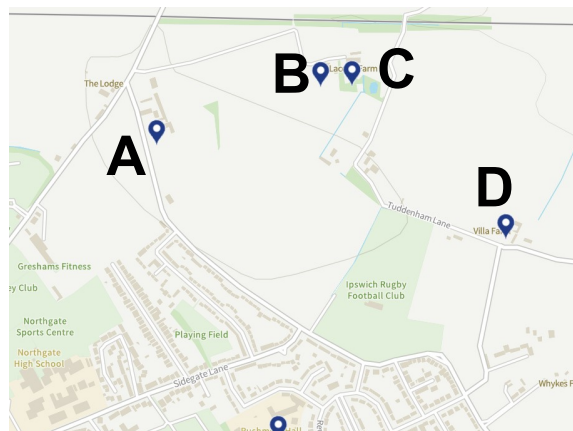 B
C
The Lodge
A
D
Tuddenham Lane
Villa
Greshams Fitness
ey Club
Ipswich Rugby
Football Club
Northgate
Sports Centre
Playing Field
Northgate
High School
Sidegate Lane
Whykes F